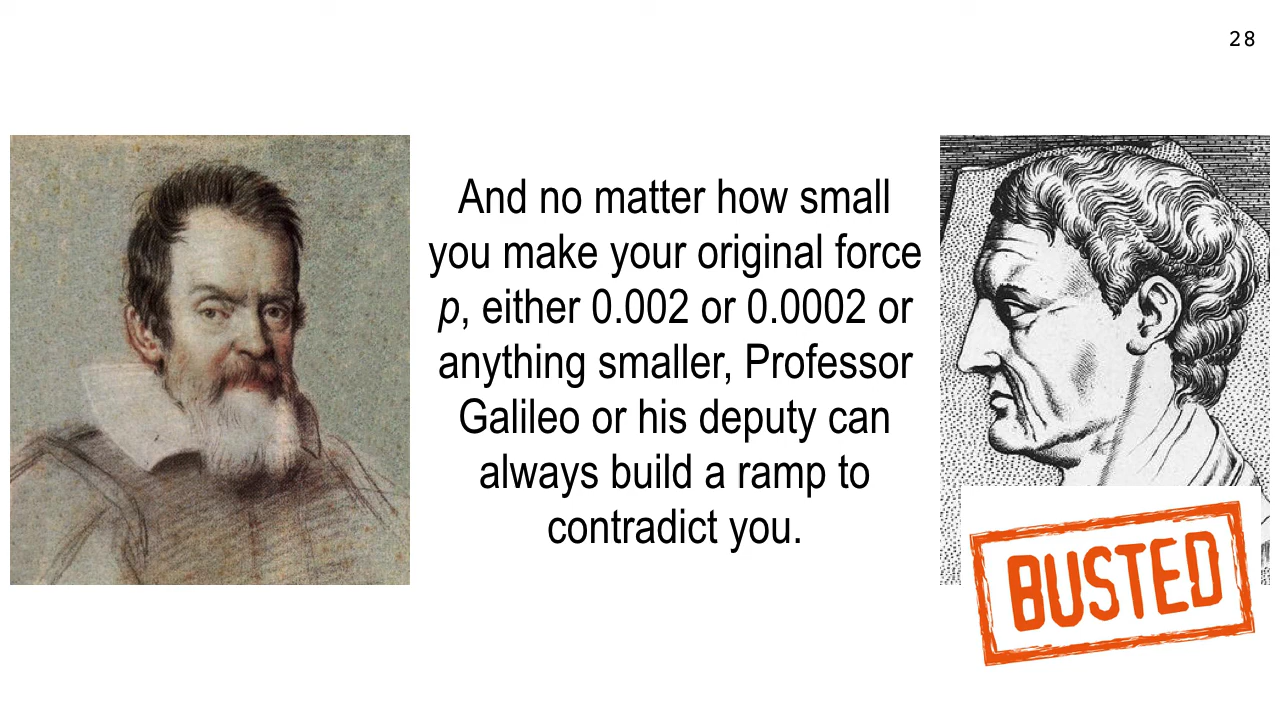 28
And no matter how small
you make your original force
p, either 0.002 or 0.0002 or
anything smaller, Professor
Galileo or his deputy can
always build a ramp to
contradict you.
BUSTED